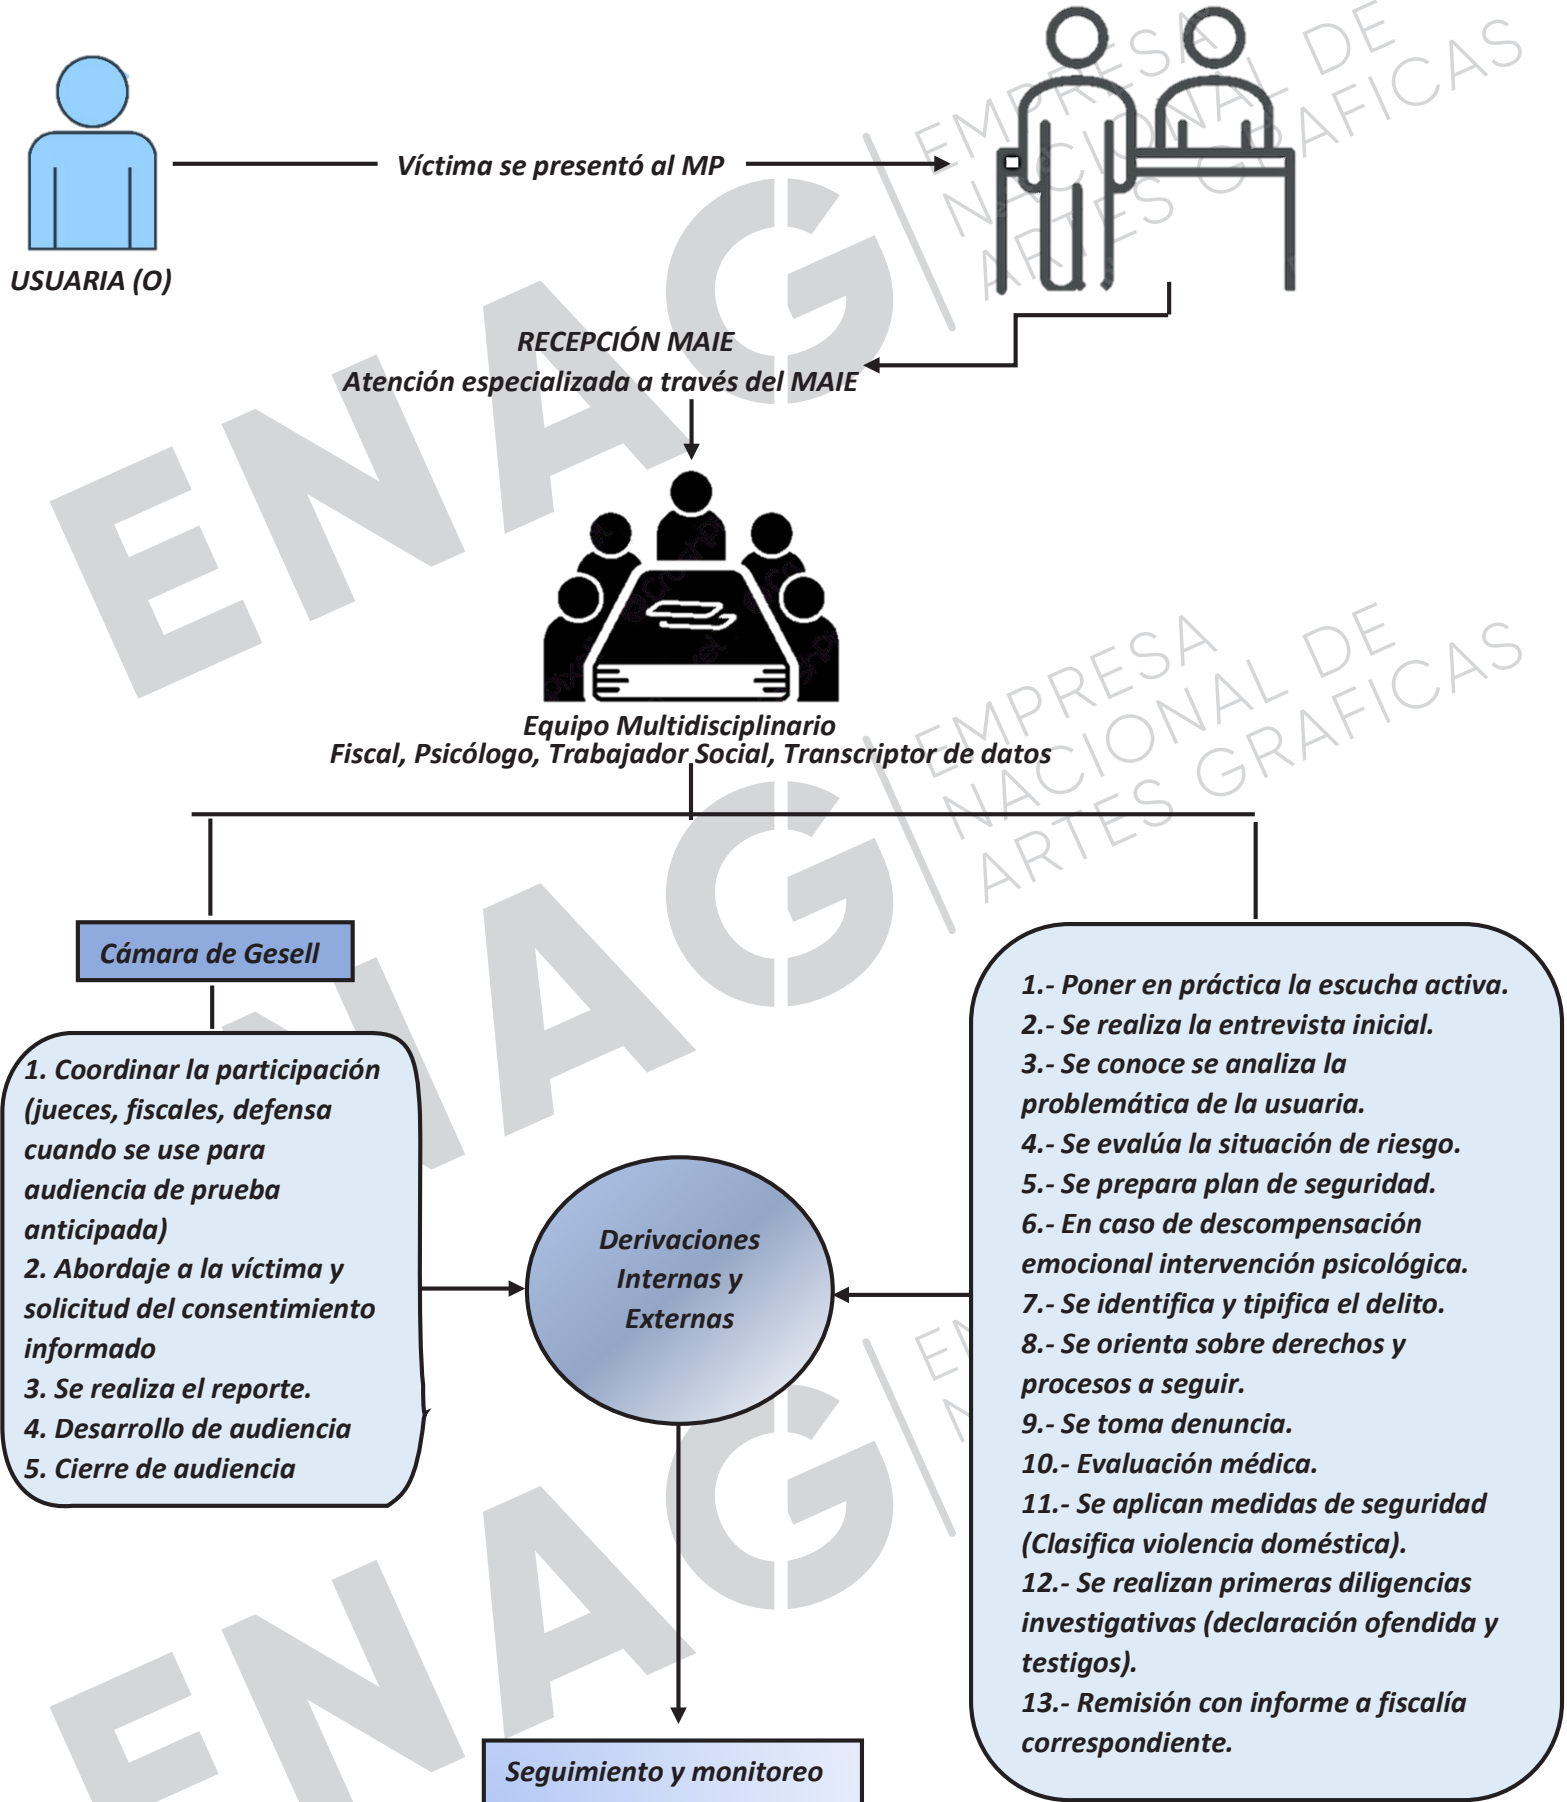 Víctima se presentó al MP
USUARIA (O)
RECEPCIÓN MAIE
Atención especializada a través del MAIE
Equipo Multidisciplinario
Fiscal, Psicólogo, Trabajador Social, Transcriptor de datos
Cámara de Gesell
1. Coordinar la participación
(jueces, fiscales, defensa
cuando se use para
audiencia de prueba
anticipada)
2. Abordaje a la víctima y
solicitud del consentimiento
informado
3. Se realiza el reporte.
4. Desarrollo de audiencia
5. Cierre de audiencia
Derivaciones
Internas y
Externas
1.- Poner en práctica la escucha activa.
2.- Se realiza la entrevista inicial.
3.- Se conoce se analiza la
problemática de la usuaria.
4.- Se evalúa la situación de riesgo.
5.- Se prepara plan de seguridad.
6.- En caso de descompensación
emocional intervención psicológica.
7.- Se identifica y tipifica el delito.
8.- Se orienta sobre derechos y
procesos a seguir.
9.- Se toma denuncia.
10.- Evaluación médica.
11.- Se aplican medidas de seguridad
(Clasifica violencia doméstica).
12.- Se realizan primeras diligencias
investigativas (declaración ofendida y
testigos).
13.- Remisión con informe a fiscalía
correspondiente.
Seguimiento y monitoreo
ENAG
EMPRESA
NACIONAL DE
ARTES GRAFICAS
ENAG
EMPRESA
NACIONAL DE
ARTES GRAFICAS
ENAG